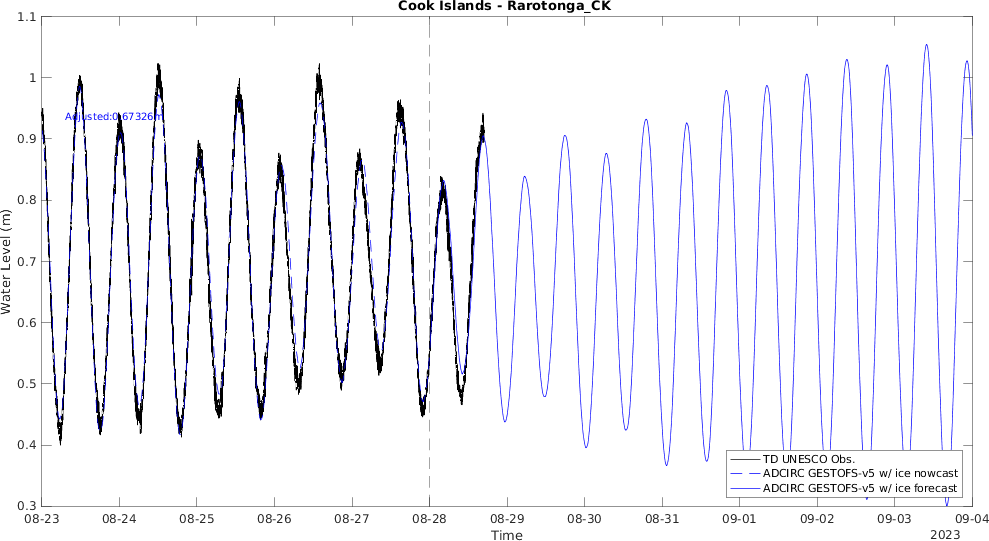 Cook Islands - Rarotonga_CK
Water Level (m)
1.1
1
0.9
0.8
0.7
0.6
0.5
0.4
0.3
Adjusted:0.67326m
TD UNESCO Obs.
ADCIRC GESTOFS-v5 w/ ice nowcast
ADCIRC GESTOFS-v5 w/ ice forecast
08-23 08-24 08-25 08-26 08-27 08-28 08-29 08-30 08-31 09-01 09-02 09-03 09-04
Time
2023